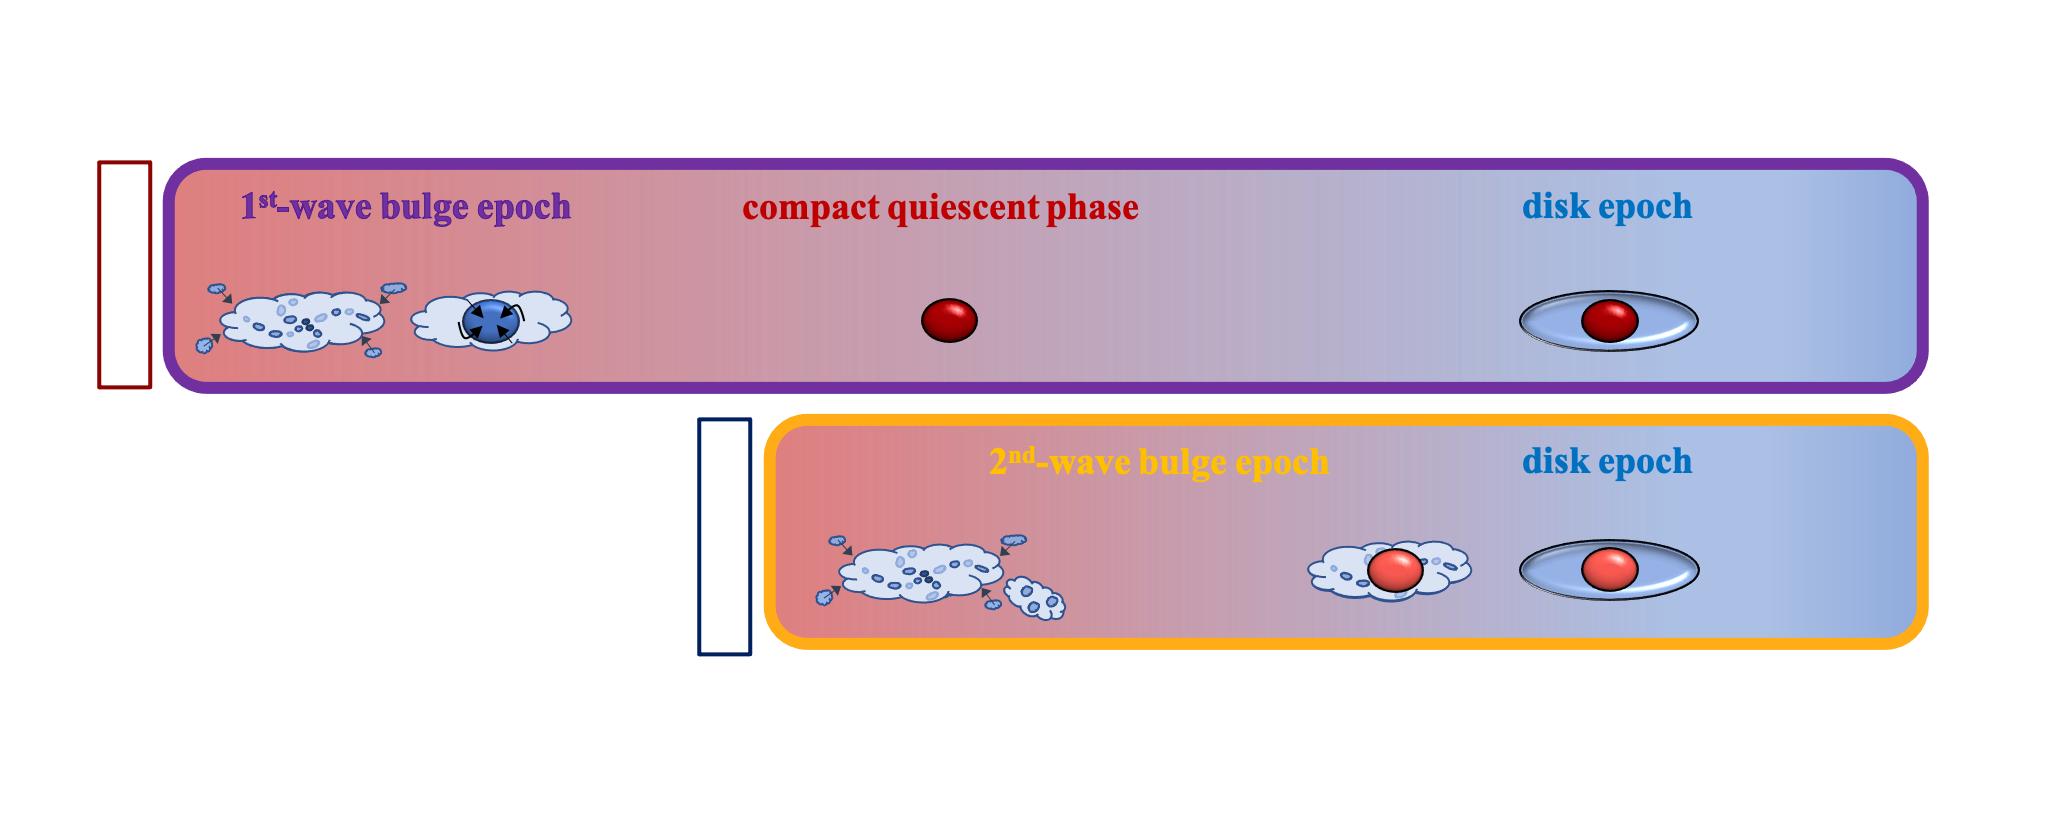 1st-wave bulge epoch compact quiescent phase disk epoch
2nd-wave bulge epoch disk epoch